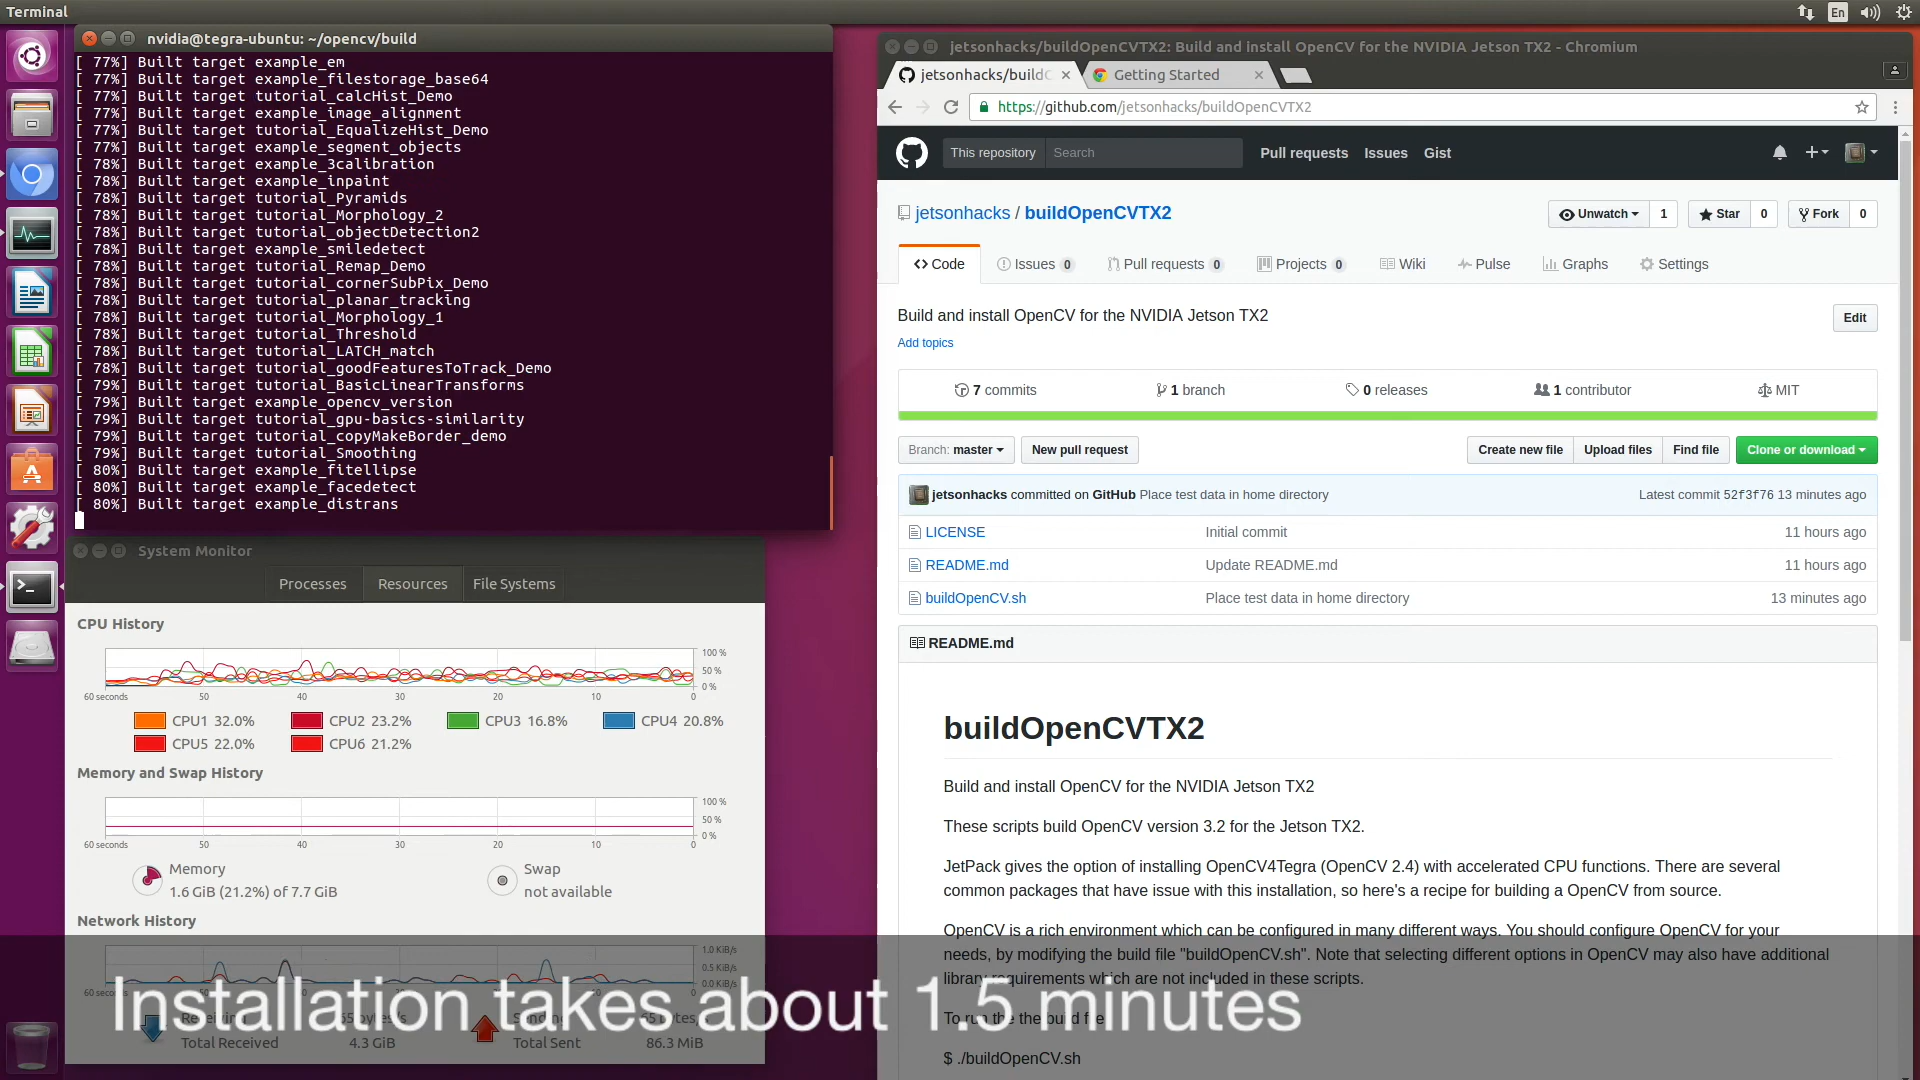 Terminal
En
nvidia@tegra-ubuntu: ~/opencv/build
[ 77%] Built target example_em
[ 77%] Built target example_filestorage_base64
[ 77%] Built target tutorial_calcHist_Demo
[ 77%] Built target example_image_alignment
[ 77%] Built target tutorial_EqualizeHist_Demo
[ 77%] Built target example_segment_objects
[ 78%] Built target example_3calibration
[ 78%] Built target example_inpaint
[ 78%] Built target tutorial_Pyramids
[ 78%] Built target tutorial_Morphology_2
[ 78%] Built target tutorial_objectDetection2
[ 78%] Built target example_smiledetect
[ 78%] Built target tutorial_Remap_Demo
[ 78%] Built target tutorial_cornerSubPix_Demo
[ 78%] Built target tutorial_planar_tracking
[ 78%] Built target tutorial_Morphology_1
[ 78%] Built target tutorial_Threshold
[ 78%] Built target tutorial_LATCH_match
[ 78%] Built target tutorial_goodFeaturesToTrack_Demo
[ 79%] Built target tutorial_BasicLinearTransforms
[ 79%] Built target example_opencv_version
[ 79%] Built target tutorial_gpu-basics-similarity
[ 79%] Built target tutorial_copyMakeBorder_demo
[ 79%] Built target tutorial_Smoothing
[ 80%] Built target example_fitellipse
[ 80%] Built target example_facedetect
[ 80%] Built target example_distrans
System Monitor
Processes Resources File Systems
CPU History
100 %
50 %
0 %
60 seconds 50 40 30 20 10 0
CPU1 32.0% CPU2 23.2% CPU3 16.8% CPU4 20.8%
CPU5 22.0% CPU6 21.2%
Memory and Swap History
100 %
50 %
0 %
60 seconds 50 40 30 20 10 0
Memory
1.6 GiB (21.2%) of 7.7 GiB
Swap
not available
Network History
1.0 KiB/s
0.5 KiB/s
0.0 KiB/s
Receiving Sending
Total Received 4.3 GiB Total Sent 86.3 MiB
jetsonhacks/buildOpenCVTX2: Build and install OpenCV for the NVIDIA Jetson TX2 - Chromium
jetsonhacks/buildO Getting Started
https://github.com/jetsonhacks/buildOpenCVTX2
This repository Search Pull requests Issues Gist
jetsonhacks / buildOpenCVTX2
Unwatch 1 Star 0 Fork 0
Code Issues 0 Pull requests 0 Projects 0 Wiki Pulse Graphs Settings
Build and install OpenCV for the NVIDIA Jetson TX2
Edit
Add topics
7 commits 1 branch 0 releases 1 contributor MIT
Branch: master New pull request Create new file Upload files Find file Clone or download
jetsonhacks committed on GitHub Place test data in home directory Latest commit 52f3f76 13 minutes ago
LICENSE Initial commit 11 hours ago
README.md Update README.md 11 hours ago
buildOpenCV.sh Place test data in home directory 13 minutes ago
README.md
buildOpenCVTX2
Build and install OpenCV for the NVIDIA Jetson TX2
These scripts build OpenCV version 3.2 for the Jetson TX2.
JetPack gives the option of installing OpenCV4Tegra (OpenCV 2.4) with accelerated CPU functions. There are several
common packages that have issue with this installation, so here's a recipe for building a OpenCV from source.
OpenCV is a rich environment which can be configured in many different ways. You should configure OpenCV for your
needs, by modifying the build file "buildOpenCV.sh". Note that selecting different options in OpenCV may also have additional
library requirements which are not included in these scripts.
To run the the build file
$ ./buildOpenCV.sh
Installation takes about 1.5 minutes